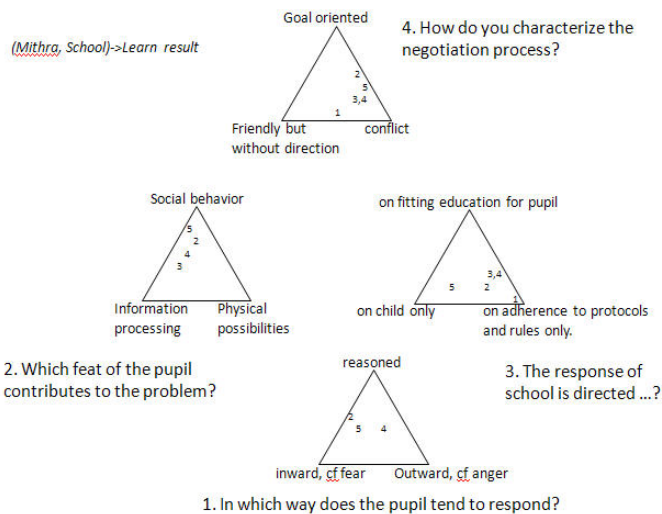 Goal oriented
4. How do you characterize the
negotiation process?
(Mithra, School)->Learn result
2
5
3,4
1
Friendly but
without direction
conflict
Social behavior
5
2
4
3
Information
processing
Physical
possibilities
on fitting education for pupil
3,4
5
2
1
on child only
on adherence to protocols
and rules only.
2. Which feat of the pupil
contributes to the problem?
3. The response of
school is directed ...?
reasoned
2
5
4
inward, cf fear
Outward, cf anger
1. In which way does the pupil tend to respond?